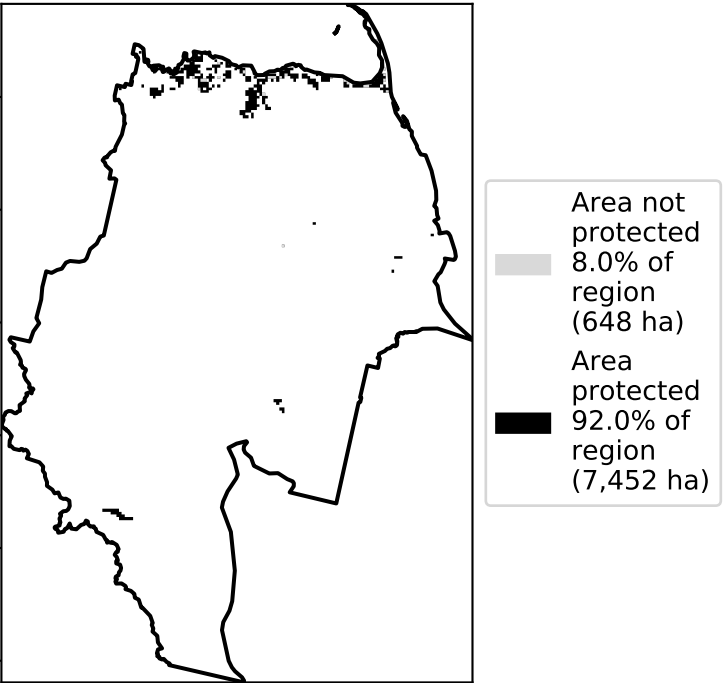 Area not
protected
8.0% of
region
(648 ha)
Area
protected
92.0% of
region
(7,452 ha)